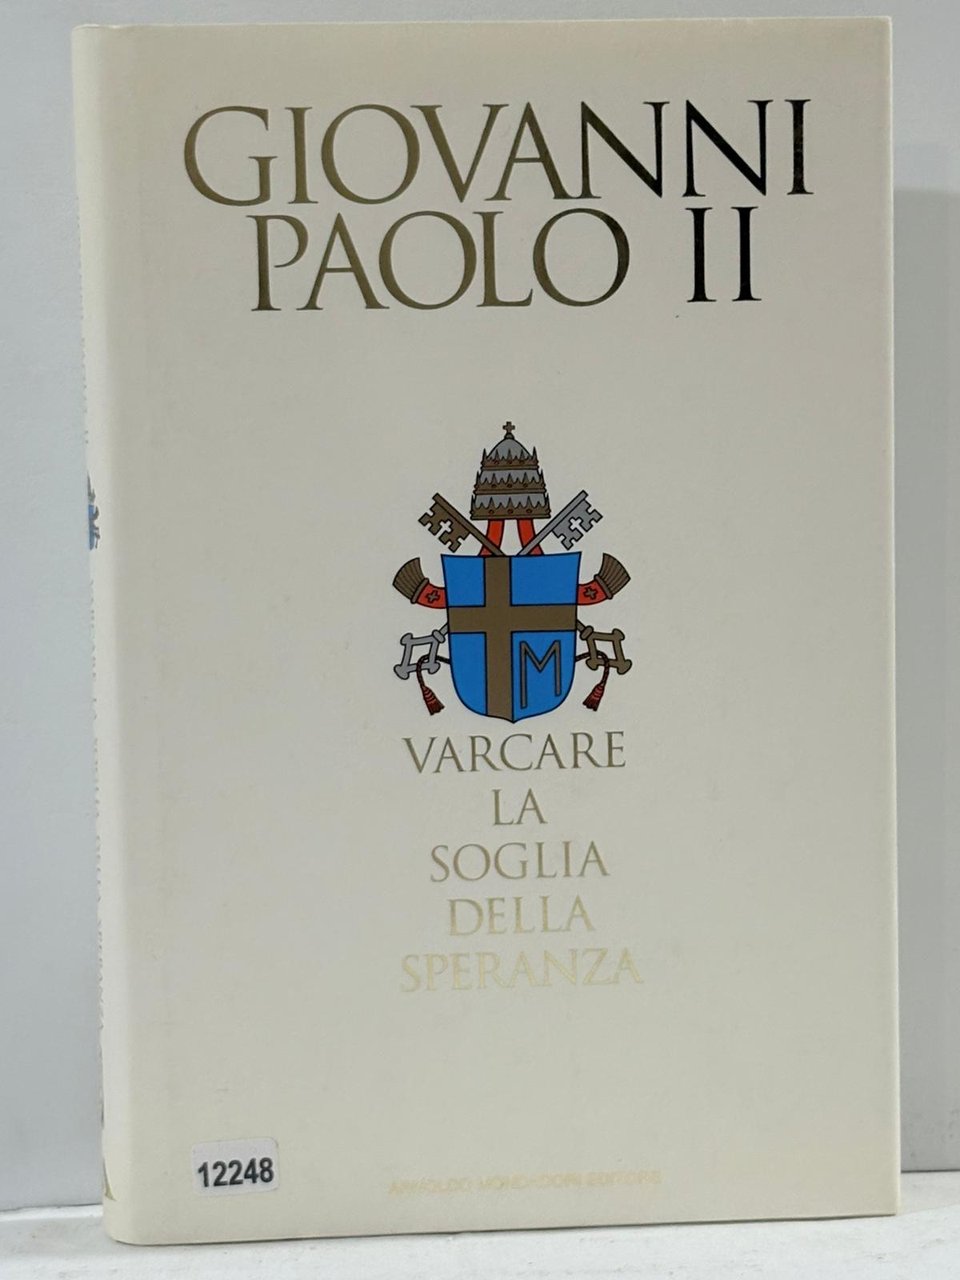 GIOVANNI
PAOLO II
M
VARCARE
LA
SOGLIA
DELLA
SPERANZA
12248
ARNOLDO MONDADORI EDITORE